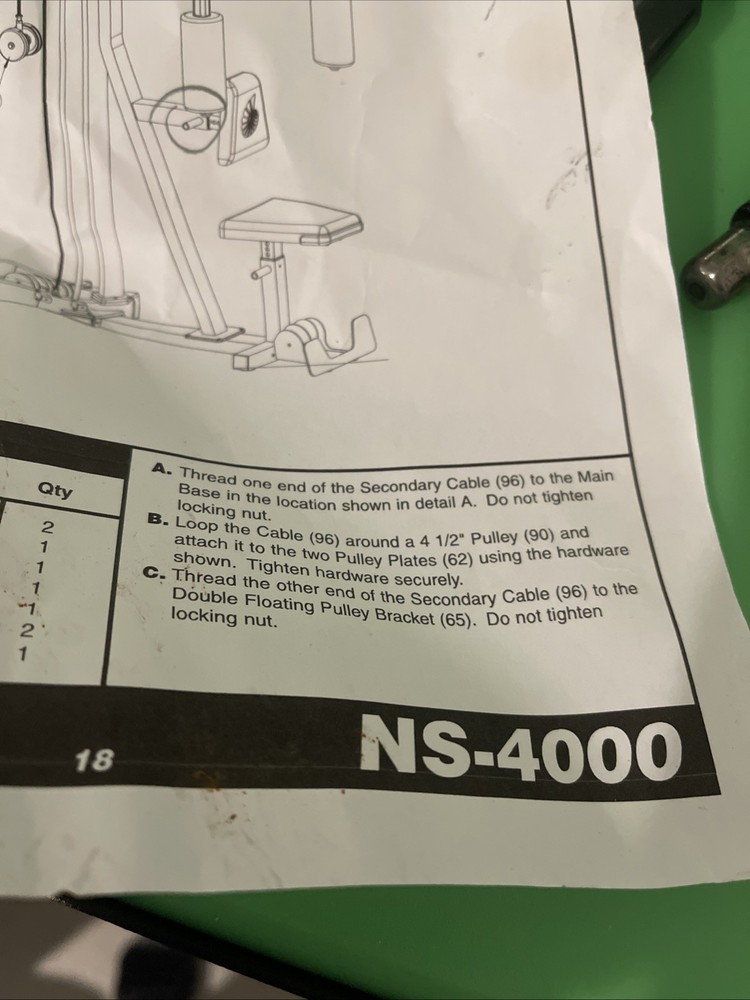 Qty
2
1
1
1
1
2
1
A. Thread one end of the Secondary Cable (96) to the Main
Base in the location shown in detail A. Do not tighten
locking nut.
B. Loop the Cable (96) around a 4 1/2" Pulley (90) and
attach it to the two Pulley Plates (62) using the hardware
shown. Tighten hardware securely.
C. Thread the other end of the Secondary Cable (96) to the
Double Floating Pulley Bracket (65). Do not tighten
locking nut.
18
NS-4000